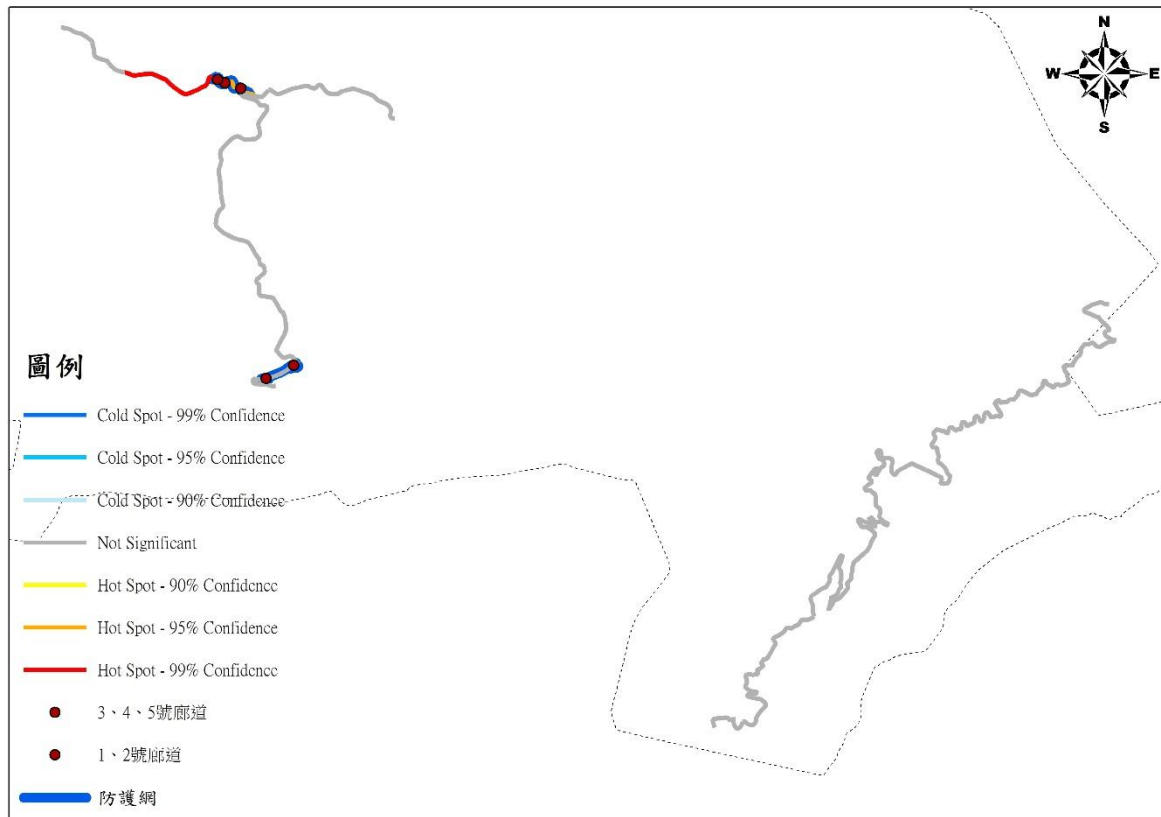 N
W
E
S
圖例
Cold Spot - 99% Confidence
Cold Spot - 95% Confidence
Cold Spot - 90% Confidence
Not Significant
Hot Spot - 90% Confidence
Hot Spot - 95% Confidence
Hot Spot - 99% Confidence
3、4、5號廊道
1、2號廊道
防護網